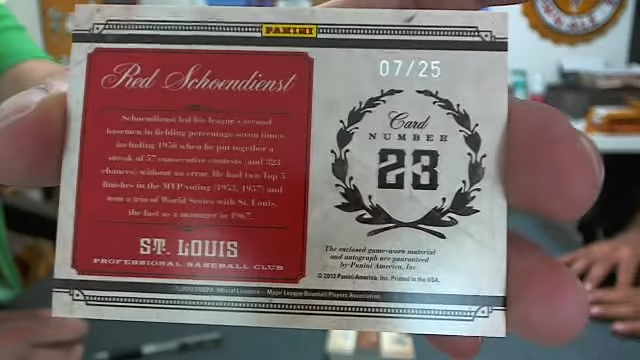 PANINI
Red Schoendienst
Schoendienst led his league's second
basemen in fielding percentage seven times,
including 1956 when he put together a
streak of 57 consecutive contests (and 323
chances) without an error. He had two Top 5
finishes in the MVP voting (1953, 1957) and
won a trio of World Series with St. Louis,
the last as a manager in 1967.
ST. LOUIS
PROFESSIONAL BASEBALL CLUB
07/25
Card
NUMBER
23
The enclosed game-worn material
and autograph are guaranteed
by Panini America, Inc.
© 2012 Panini America, Inc. Printed in the USA.
Official Licensee – Major League Baseball Players Association